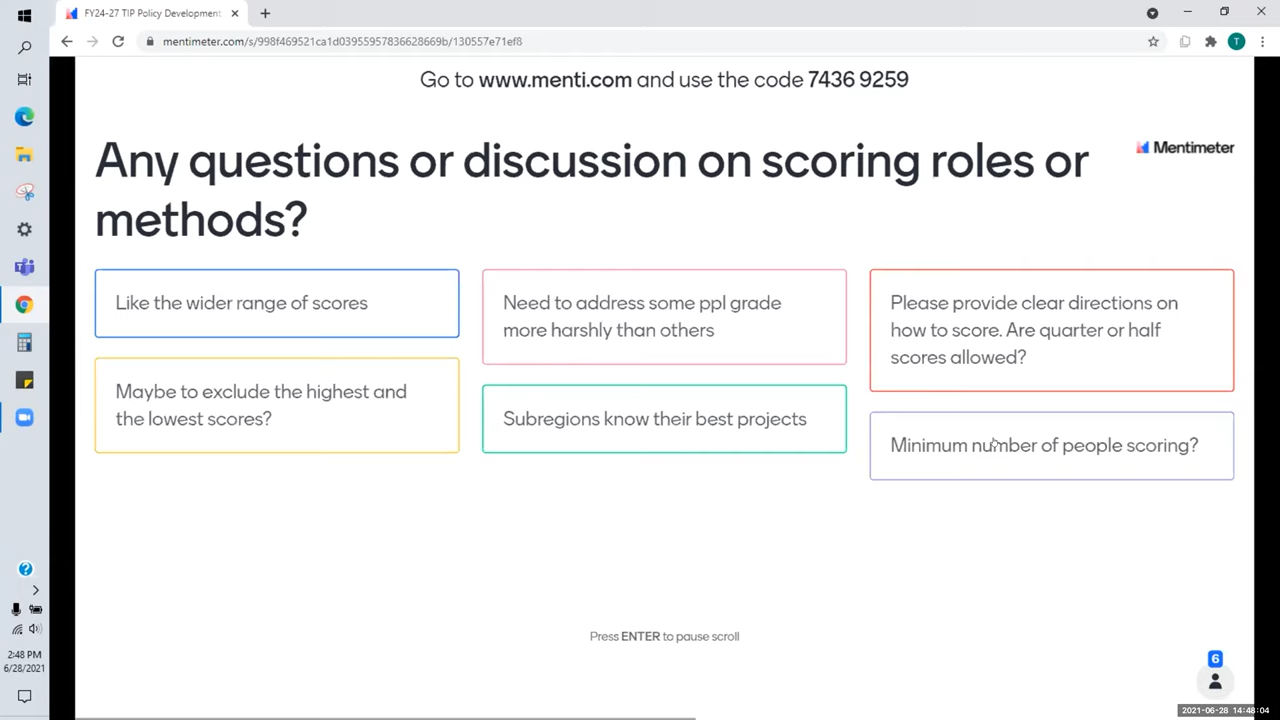 FY24-27 TIP Policy Development
mentimeter.com/s/998f469521ca1d03955957836628669b/130557e71ef8
Go to www.menti.com and use the code 7436 9259
Any questions or discussion on scoring roles or
methods?
Mentimeter
Like the wider range of scores
Maybe to exclude the highest and
the lowest scores?
Need to address some ppl grade
more harshly than others
Subregions know their best projects
Please provide clear directions on
how to score. Are quarter or half
scores allowed?
Minimum number of people scoring?
Press ENTER to pause scroll
6
T
2:48 PM
6/28/2021
2021-06-28 14:48:04